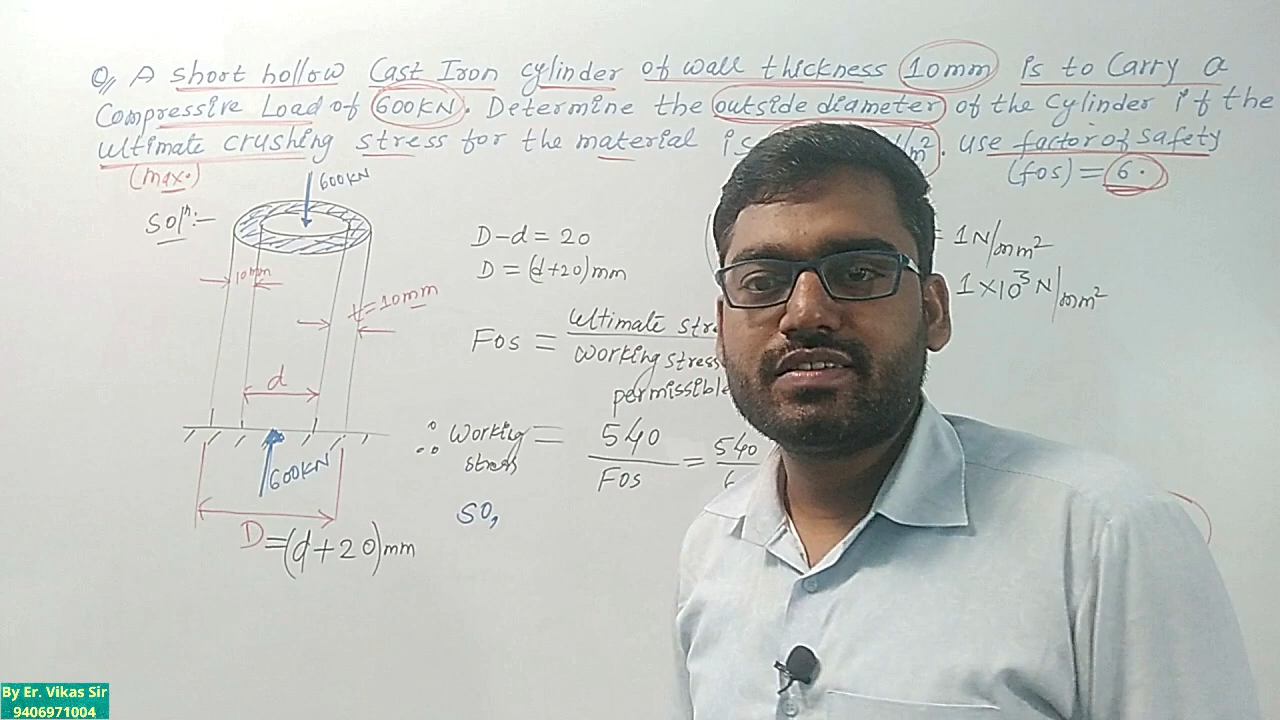 Q, A short hollow Cast Iron cylinder of wall thickness 10mm is to Carry a
Compressive Load of 600KN. Determine the outside diameter of the Cylinder if the
ultimate crushing stress for the material is /m². use factor of safety
(max.)
(fos) = 6.
Solⁿ:-
600KN
10mm
t=10mm
d
600KN
D=(d+20)mm
D-d=20
D = (d+20)mm
Fos = ultimate
working stress
permissible
∴ Working stress = 540/Fos = 540/
So,
= 1N/mm²
1×10³ N/mm²
By Er. Vikas Sir
9406971004